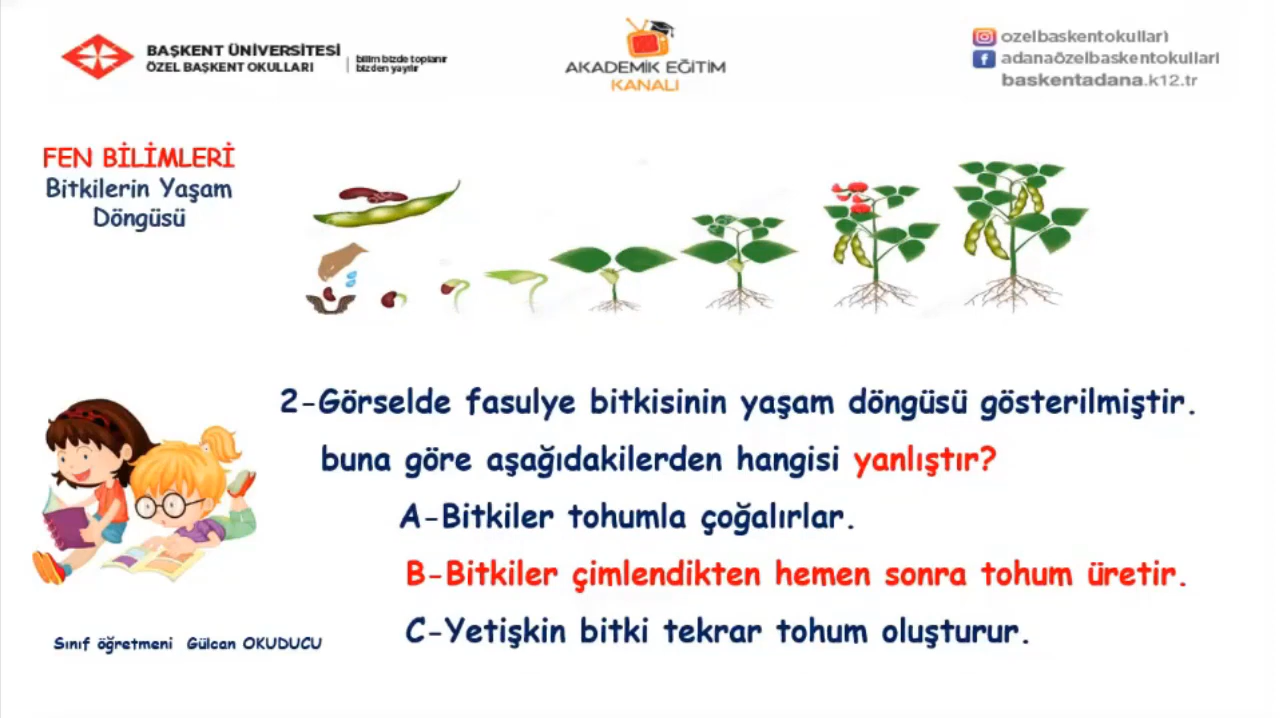 BAŞKENT ÜNİVERSİTESİ
ÖZEL BAŞKENT OKULLARI
bilim bizde toplanır
bizden yayılır
AKADEMİK EĞİTİM
KANALI
ozelbaskentokullari
adanaözelbaskentokullari
baskentadana.k12.tr
FEN BİLİMLERİ
Bitkilerin Yaşam
Döngüsü
2-Görselde fasulye bitkisinin yaşam döngüsü gösterilmiştir.
buna göre aşağıdakilerden hangisi yanlıştır?
A-Bitkiler tohumla çoğalırlar.
B-Bitkiler çimlendikten hemen sonra tohum üretir.
C-Yetişkin bitki tekrar tohum oluşturur.
Sınıf öğretmeni Gülcan OKUDUCU